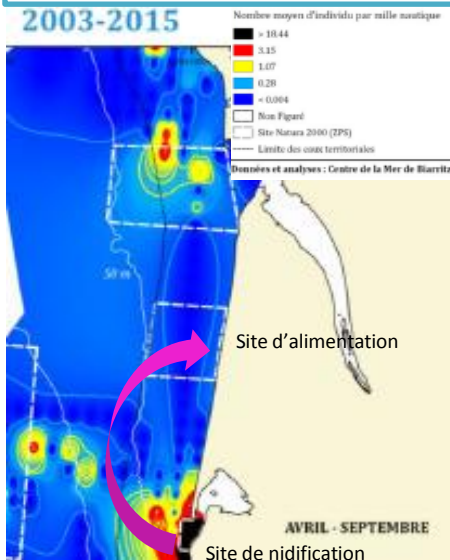 2003-2015
Nombre moyen d'individu par mille nautique
> 18.44
3.15
1.07
0.28
< 0.004
Non Figuré
Site Natura 2000 (ZPS)
Limite des eaux territoriales
Données et analyses : Centre de la Mer de Biarritz
50 m
Site d'alimentation
AVRIL - SEPTEMBRE
Site de nidification